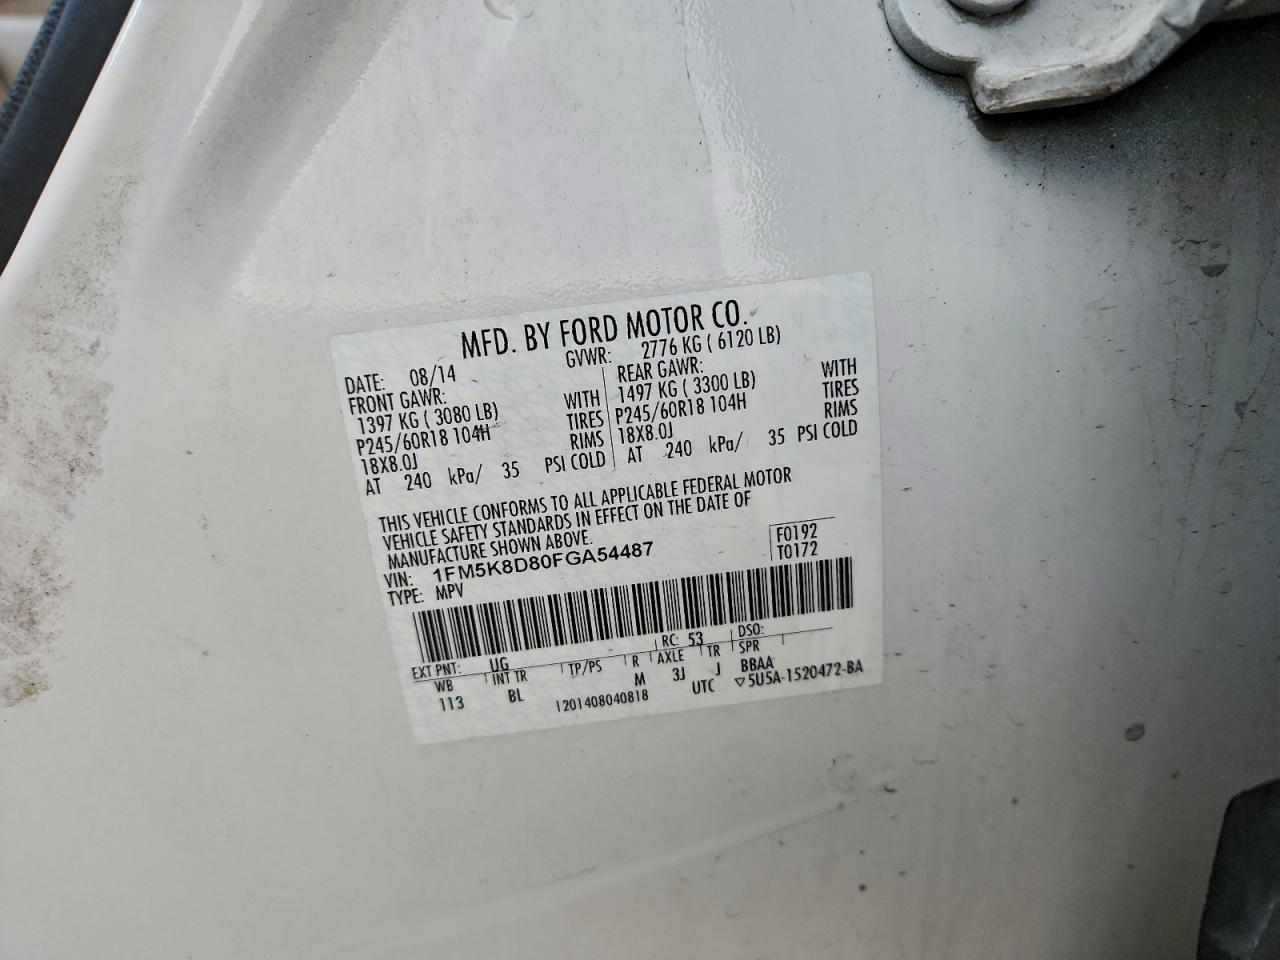 MFD. BY FORD MOTOR CO.
DATE: 08/14 GVWR: 2776 KG ( 6120 LB)
FRONT GAWR: REAR GAWR:
1397 KG ( 3080 LB) WITH 1497 KG ( 3300 LB) WITH
P245/60R18 104H TIRES P245/60R18 104H TIRES
18X8.0J RIMS 18X8.0J RIMS
AT 240 kPa/ 35 PSI COLD AT 240 kPa/ 35 PSI COLD
THIS VEHICLE CONFORMS TO ALL APPLICABLE FEDERAL MOTOR
VEHICLE SAFETY STANDARDS IN EFFECT ON THE DATE OF
MANUFACTURE SHOWN ABOVE.
VIN: 1FM5K8D80FGA54487 F0192
TYPE: MPV T0172
EXT PNT: UG RC: 53 DSO:
WB INT TR TP/PS R AXLE TR SPR
113 BL M 3J J BBAA
1201408040818 UTC ▽5U5A-1520472-BA